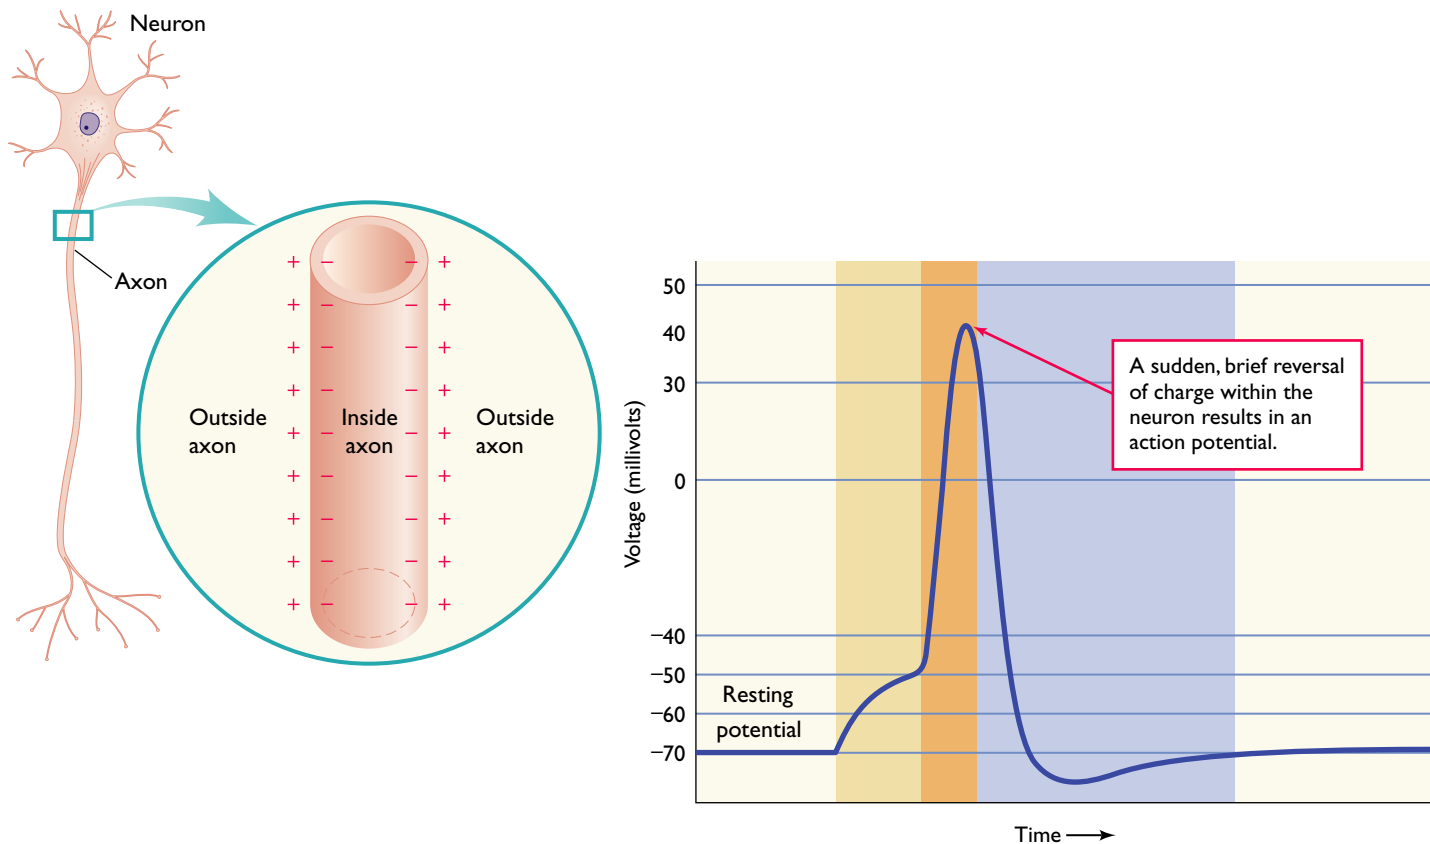 Neuron
Axon
+ − − +
+ − − +
+ − − +
+ − − +
Outside axon
Inside axon
Outside axon
+ − − +
+ − − +
+ − − +
+ − − +
+ − − +
50
40
30
0
−40
−50
−60
−70
Voltage (millivolts)
Resting
potential
A sudden, brief reversal
of charge within the
neuron results in an
action potential.
Time